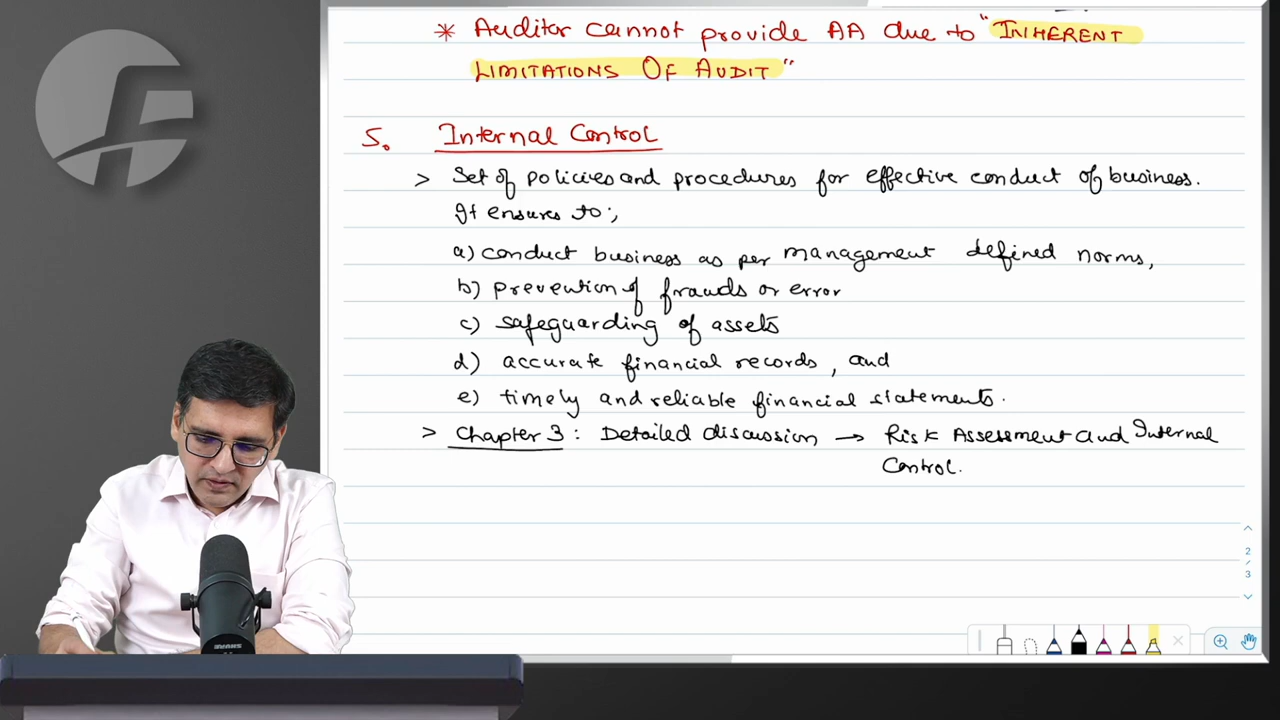 * Auditor cannot provide AA due to "INHERENT
LIMITATIONS OF AUDIT"
5. Internal Control
> Set of policies and procedures for effective conduct of business.
It ensures to;
a) conduct business as per management defined norms,
b) prevention of frauds or error
c) safeguarding of assets
d) accurate financial records, and
e) timely and reliable financial statements.
> Chapter 3: Detailed discussion → Risk Assessment and Internal
Control.
2
/
3